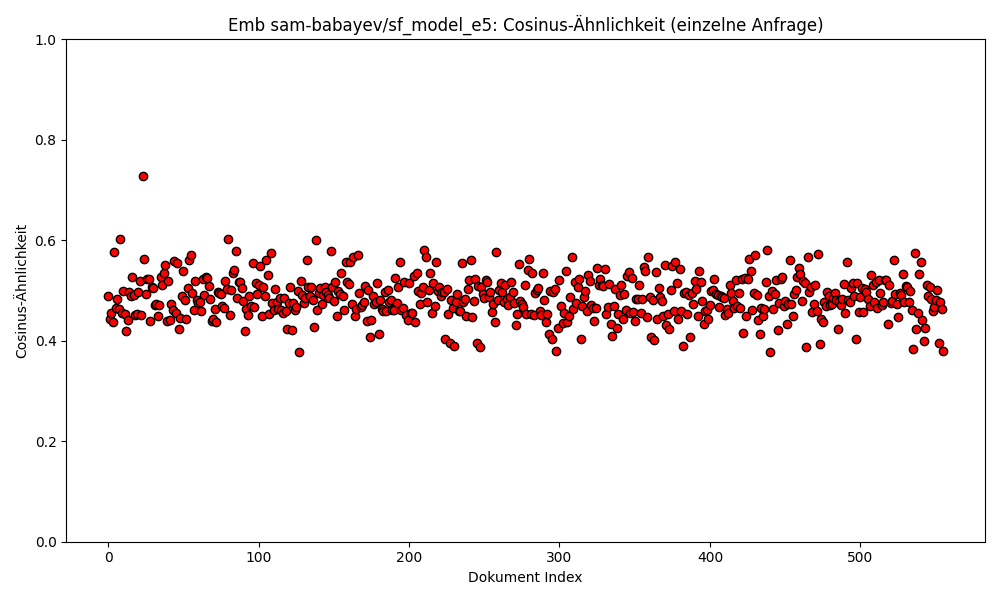 Emb sam-babayev/sf_model_e5: Cosinus-Ähnlichkeit (einzelne Anfrage)
1.0
0.8
0.6
0.4
0.2
0.0
Cosinus-Ähnlichkeit
0 100 200 300 400 500
Dokument Index